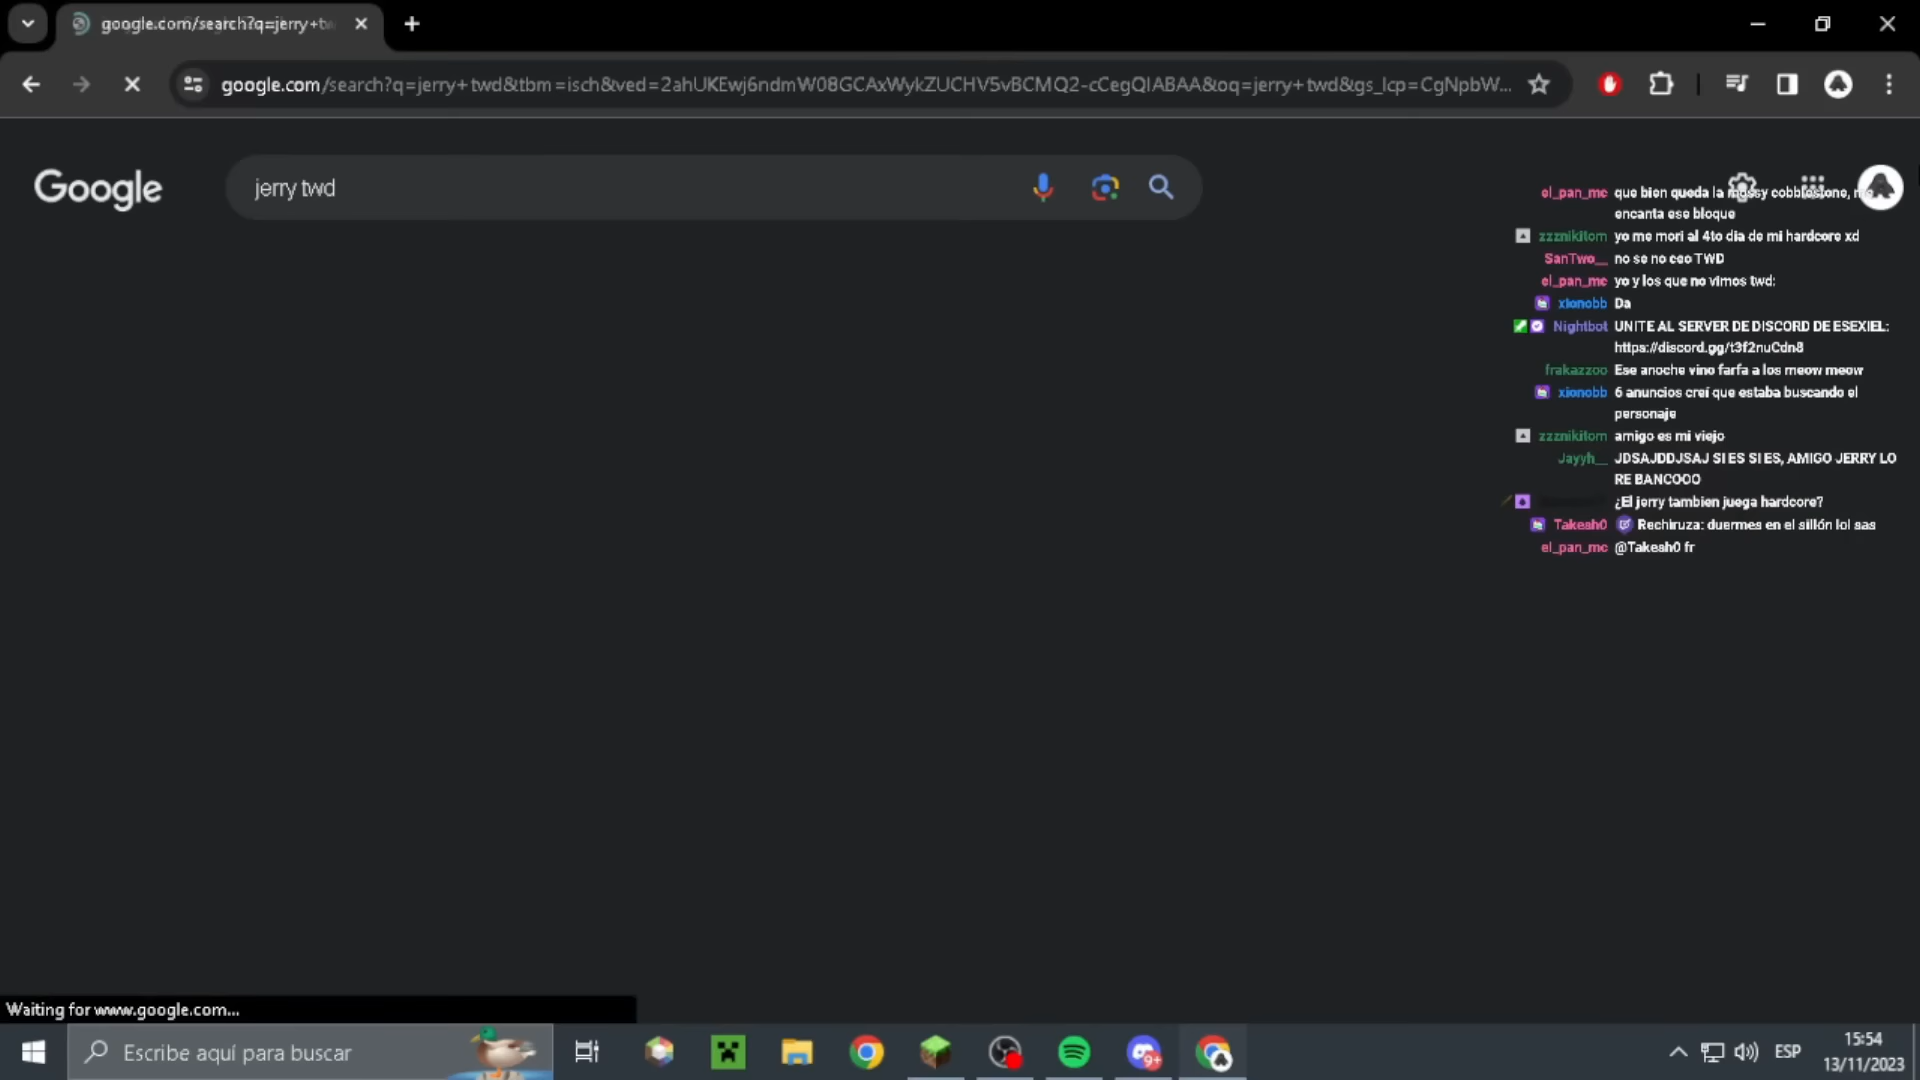 google.com/search?q=jerry+tw
google.com/search?q=jerry+twd&tbm=isch&ved=2ahUKEwj6ndmW08GCAxWykZUCHV5vBCMQ2-cCegQIABAA&oq=jerry+twd&gs_lcp=CgNpbW...
Google
jerry twd
el_pan_mc que bien queda la mossy cobblestone, me
encanta ese bloque
zzznikitom yo me mori al 4to dia de mi hardcore xd
SanTwo__ no se no ceo TWD
el_pan_mc yo y los que no vimos twd:
xionobb Da
Nightbot UNITE AL SERVER DE DISCORD DE ESEXIEL:
https://discord.gg/t3f2nuCdn8
frakazzoo Ese anoche vino farfa a los meow meow
xionobb 6 anuncios creí que estaba buscando el
personaje
zzznikitom amigo es mi viejo
Jayyh__ JDSAJDDJSAJ SI ES SI ES, AMIGO JERRY LO
RE BANCOOO
¿El jerry tambien juega hardcore?
Takesh0 Rechiruza: duermes en el sillón lol sas
el_pan_mc @Takesh0 fr
Waiting for www.google.com...
Escribe aquí para buscar
9+
ESP
15:54
13/11/2023